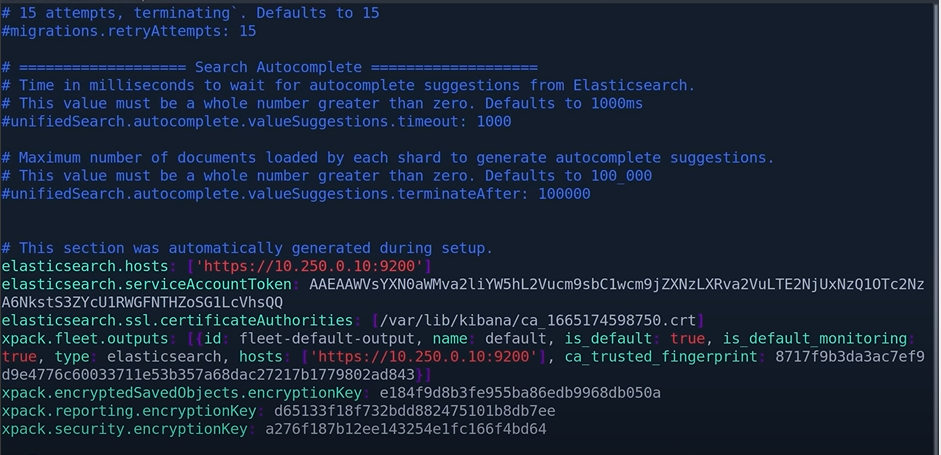 # 15 attempts, terminating`. Defaults to 15
#migrations.retryAttempts: 15
# =================== Search Autocomplete ===================
# Time in milliseconds to wait for autocomplete suggestions from Elasticsearch.
# This value must be a whole number greater than zero. Defaults to 1000ms
#unifiedSearch.autocomplete.valueSuggestions.timeout: 1000
# Maximum number of documents loaded by each shard to generate autocomplete suggestions.
# This value must be a whole number greater than zero. Defaults to 100_000
#unifiedSearch.autocomplete.valueSuggestions.terminateAfter: 100000
# This section was automatically generated during setup.
elasticsearch.hosts: ['https://10.250.0.10:9200']
elasticsearch.serviceAccountToken: AAEAAWVsYXN0aWMva2liYW5hL2Vucm9sbC1wcm9jZXNzLXRva2VuLTE2NjUxNzQ1OTc2Nz
A6NkstS3ZYcU1RWGFNTHZoSG1LcVhsQQ
elasticsearch.ssl.certificateAuthorities: [/var/lib/kibana/ca_1665174598750.crt]
xpack.fleet.outputs: [{id: fleet-default-output, name: default, is_default: true, is_default_monitoring:
true, type: elasticsearch, hosts: ['https://10.250.0.10:9200'], ca_trusted_fingerprint: 8717f9b3da3ac7ef9
d9e4776c60033711e53b357a68dac27217b1779802ad843}]
xpack.encryptedSavedObjects.encryptionKey: e184f9d8b3fe955ba86edb9968db050a
xpack.reporting.encryptionKey: d65133f18f732bdd882475101b8db7ee
xpack.security.encryptionKey: a276f187b12ee143254e1fc166f4bd64